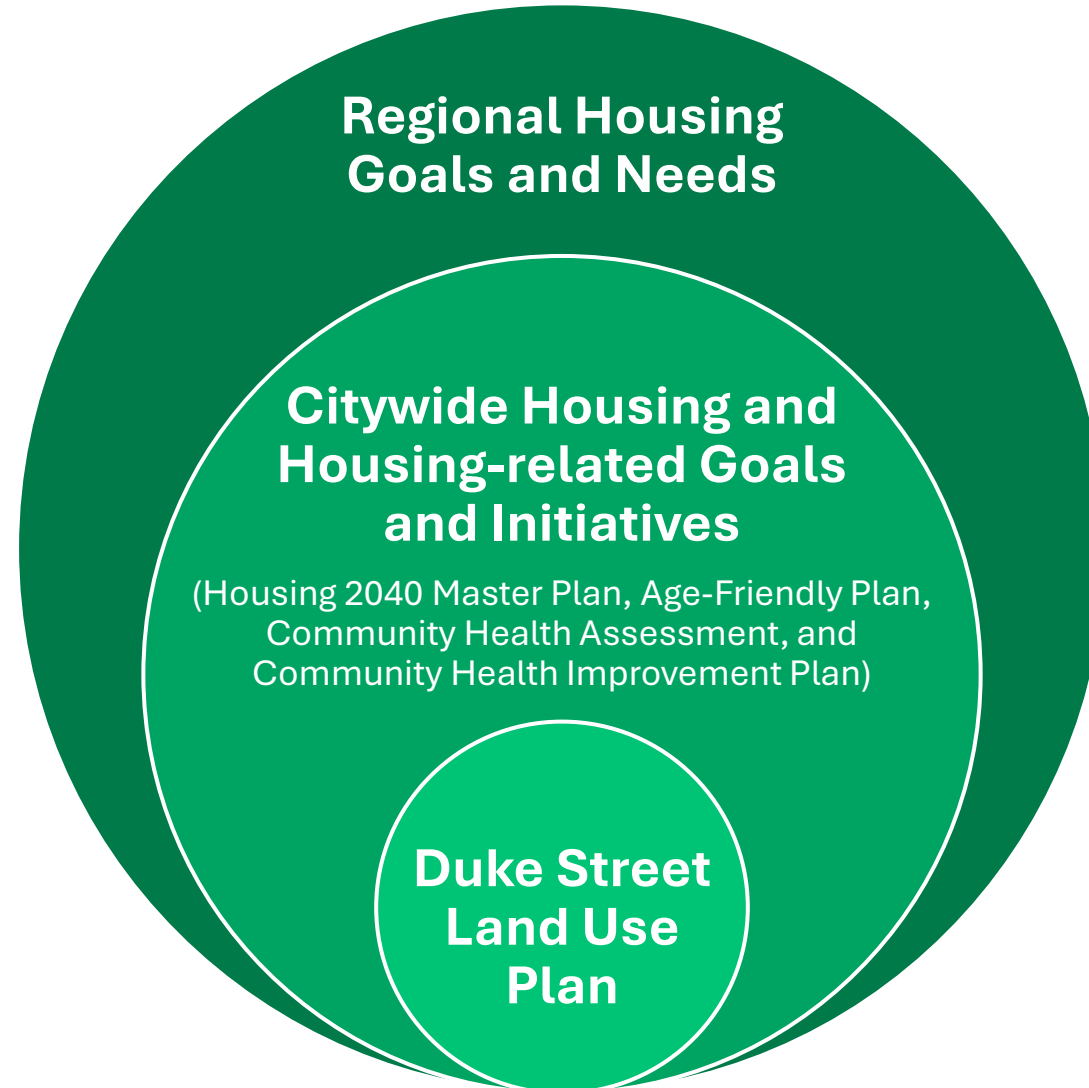 Regional Housing
Goals and Needs
Citywide Housing and
Housing-related Goals
and Initiatives
(Housing 2040 Master Plan, Age-Friendly Plan,
Community Health Assessment, and
Community Health Improvement Plan)
Duke Street
Land Use
Plan